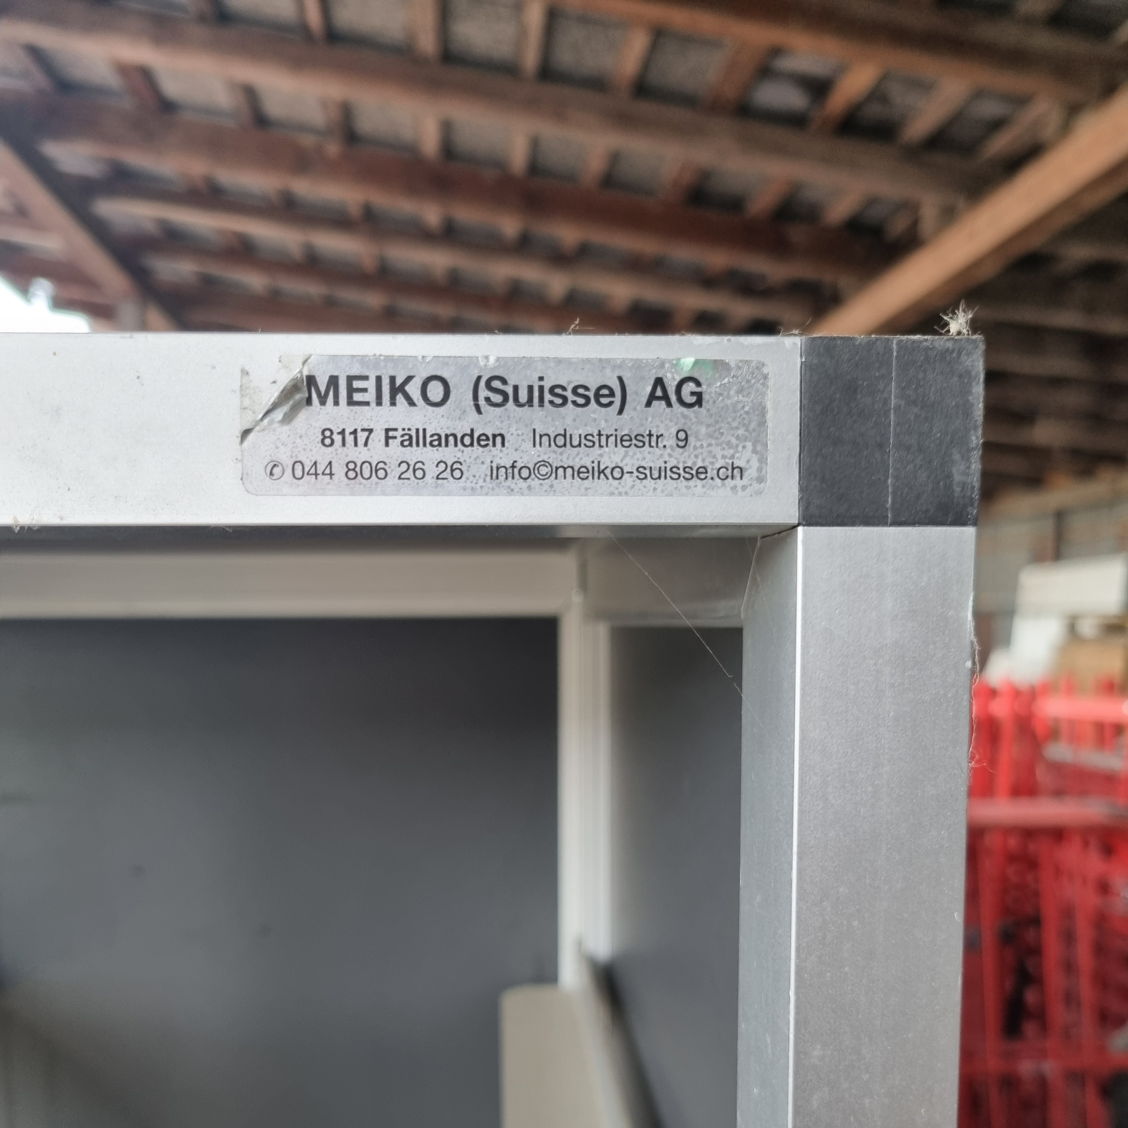 MEIKO (Suisse) AG
8117 Fällanden Industriestr. 9
✆ 044 806 26 26 info©meiko-suisse.ch